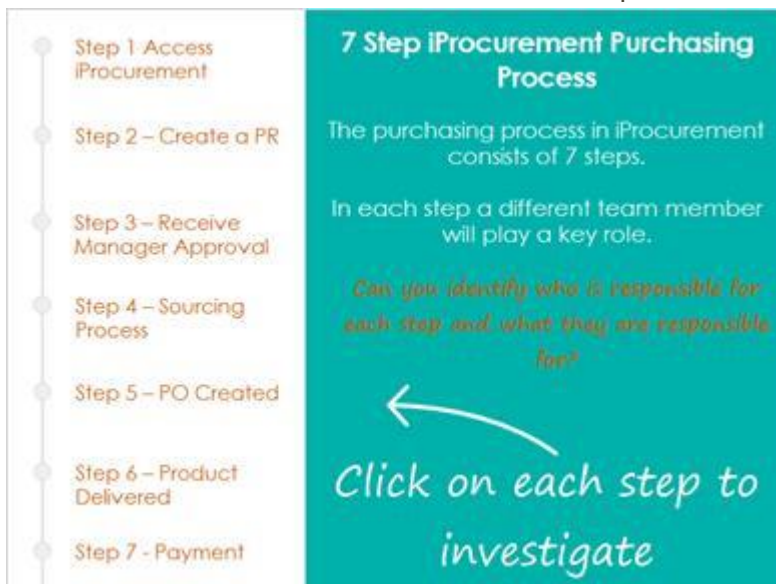 Step 1 Access
iProcurement
Step 2 – Create a PR
Step 3 – Receive
Manager Approval
Step 4 – Sourcing
Process
Step 5 – PO Created
Step 6 – Product
Delivered
Step 7 - Payment
7 Step iProcurement Purchasing
Process
The purchasing process in iProcurement
consists of 7 steps.
In each step a different team member
will play a key role.
Can you identify who is responsible for
each step and what they are responsible
for?
Click on each step to
investigate